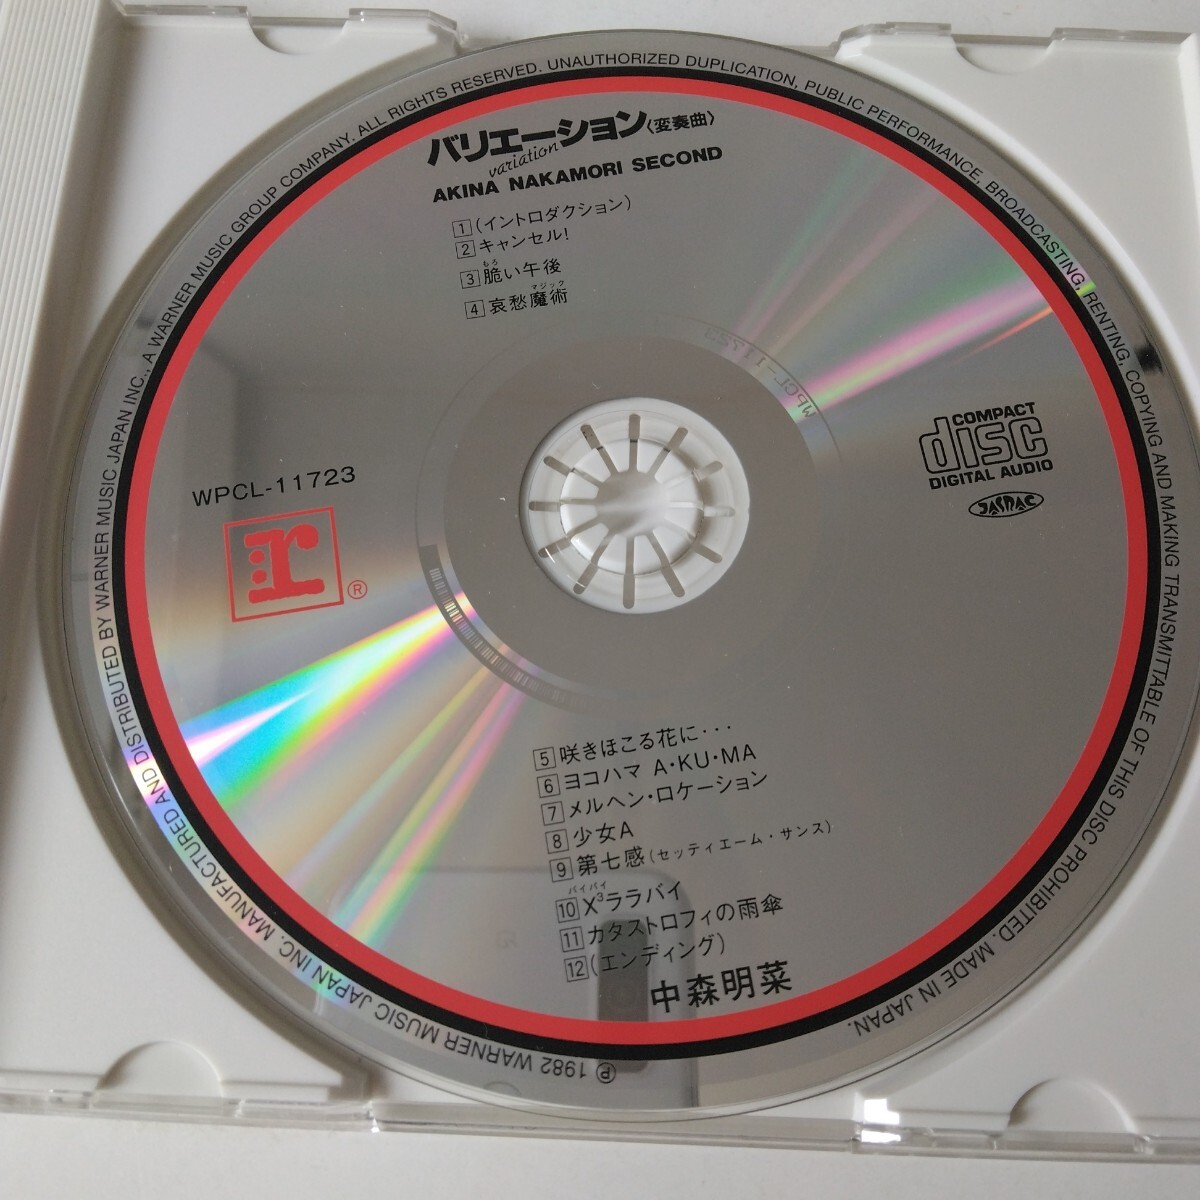 バリエーション〈変奏曲〉
variation
AKINA NAKAMORI SECOND
1 (イントロダクション)
2 キャンセル!
もろ
3 脆い午後
マジック
4 哀愁魔術
WPCL-11723
r ®
COMPACT
disc
DIGITAL AUDIO
JASRAC
WPCL-11723
5 咲きほこる花に・・・
6 ヨコハマ A・KU・MA
7 メルヘン・ロケーション
8 少女A
9 第七感(セッティエーム・サンス)
バイバイ
10 X³ララバイ
11 カタストロフィの雨傘
12 (エンディング)
中森明菜
℗ 1982 WARNER MUSIC JAPAN INC. MANUFACTURED AND DISTRIBUTED BY WARNER MUSIC JAPAN INC., A WARNER MUSIC GROUP COMPANY. ALL RIGHTS RESERVED. UNAUTHORIZED DUPLICATION, PUBLIC PERFORMANCE, BROADCASTING, RENTING, COPYING AND MAKING TRANSMITTABLE OF THIS DISC PROHIBITED. MADE IN JAPAN.